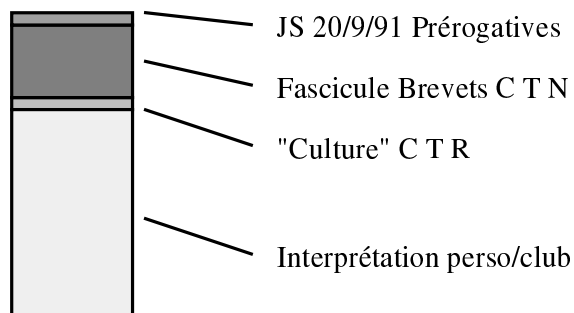 JS 20/9/91 Prérogatives
Fascicule Brevets C T N
"Culture" C T R
Interprétation perso/club